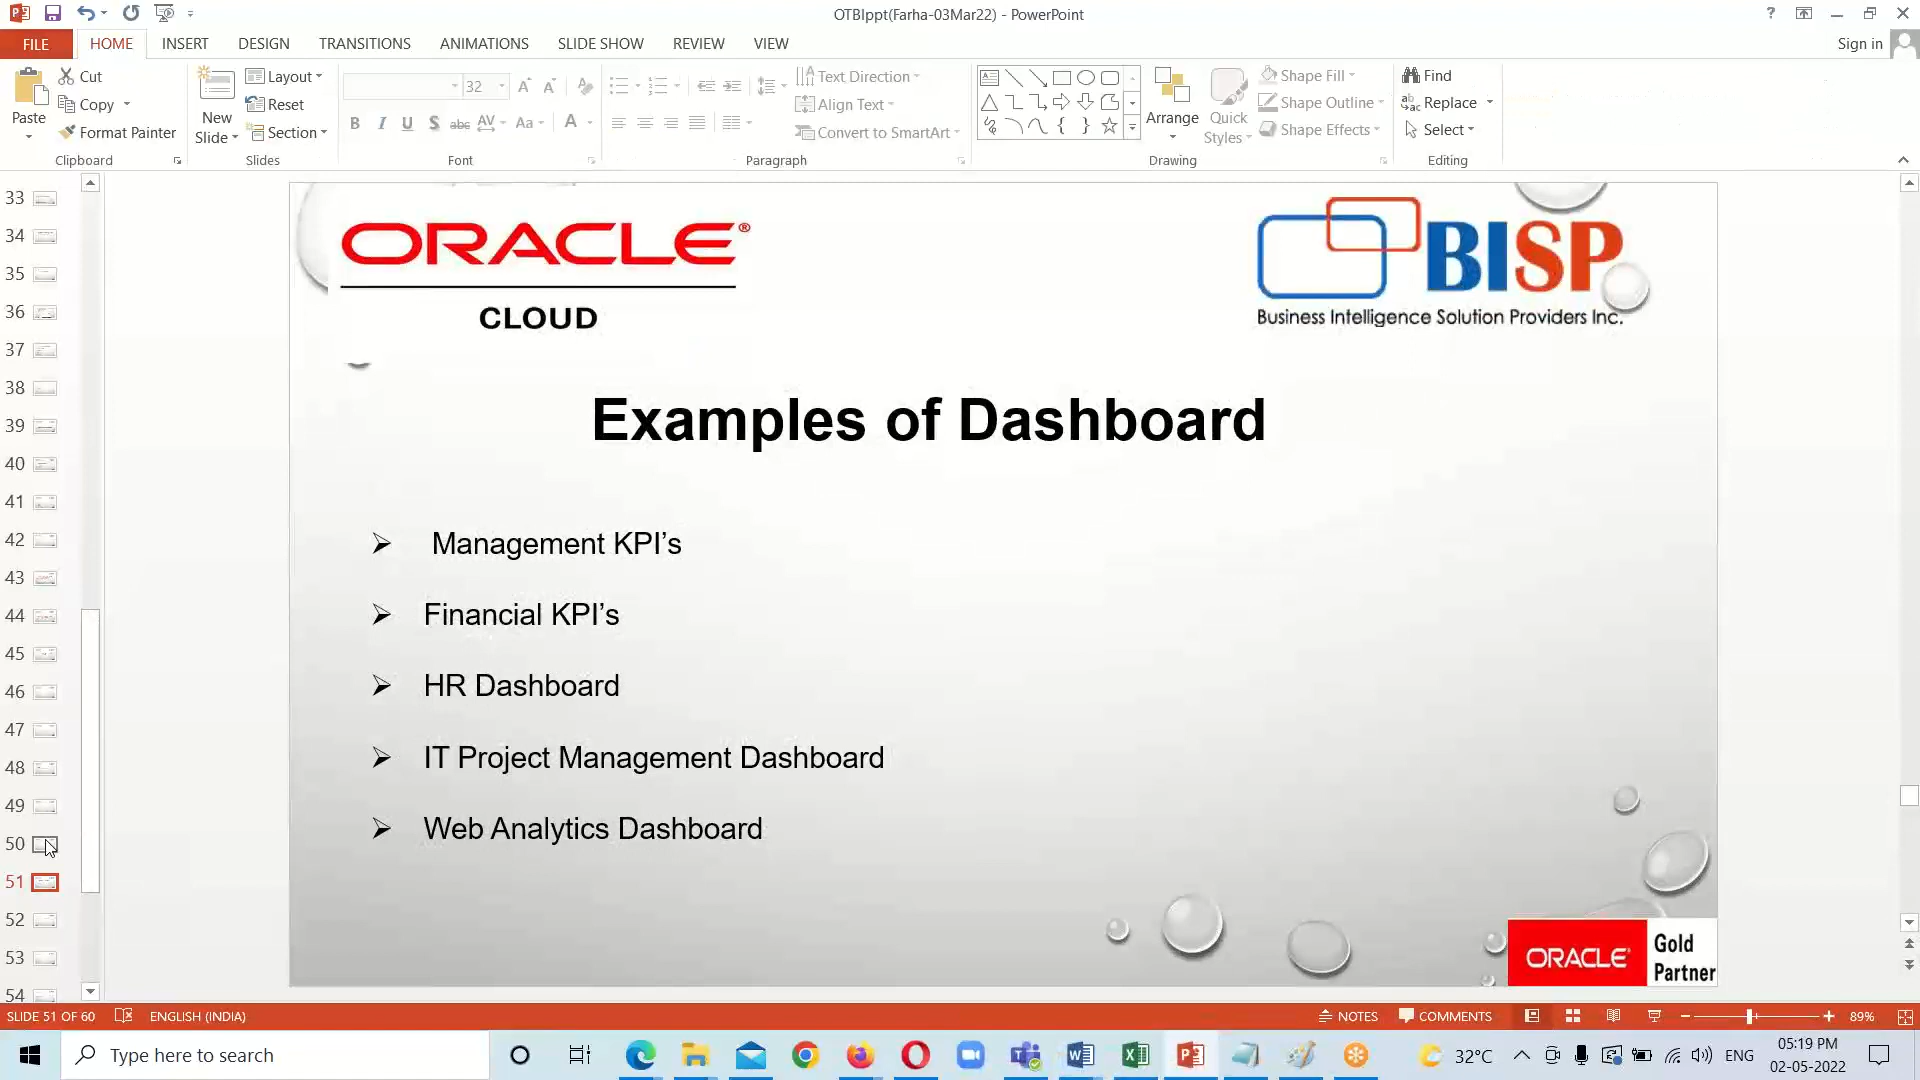 OTBIppt(Farha-03Mar22) - PowerPoint
?
FILE
HOME
INSERT
DESIGN
TRANSITIONS
ANIMATIONS
SLIDE SHOW
REVIEW
VIEW
Sign in
Paste
Cut
Copy
Format Painter
Clipboard
New
Slide
Layout
Reset
Section
Slides
32
Font
Text Direction
Align Text
Convert to SmartArt
Paragraph
Arrange
Quick
Styles
Shape Fill
Shape Outline
Shape Effects
Drawing
Find
Replace
Select
Editing
33
34
35
36
37
38
39
40
41
42
43
44
45
46
47
48
49
50
51
52
53
54
ORACLE®
CLOUD
BISP
Business Intelligence Solution Providers Inc.
Examples of Dashboard
➢ Management KPI’s
➢ Financial KPI’s
➢ HR Dashboard
➢ IT Project Management Dashboard
➢ Web Analytics Dashboard
ORACLE
Gold
Partner
SLIDE 51 OF 60
ENGLISH (INDIA)
NOTES
COMMENTS
89%
Type here to search
32°C
ENG
05:19 PM
02-05-2022